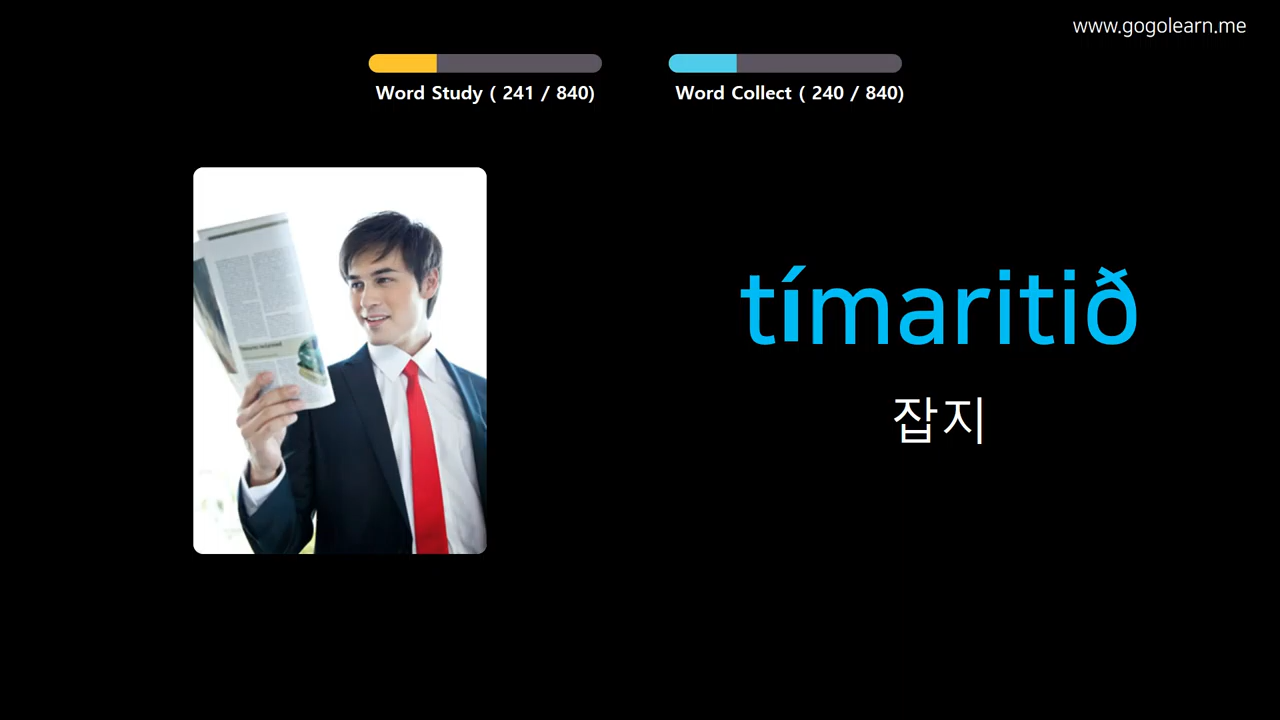 www.gogolearn.me
Word Study ( 241 / 840)
Word Collect ( 240 / 840)
tímaritið
잡지